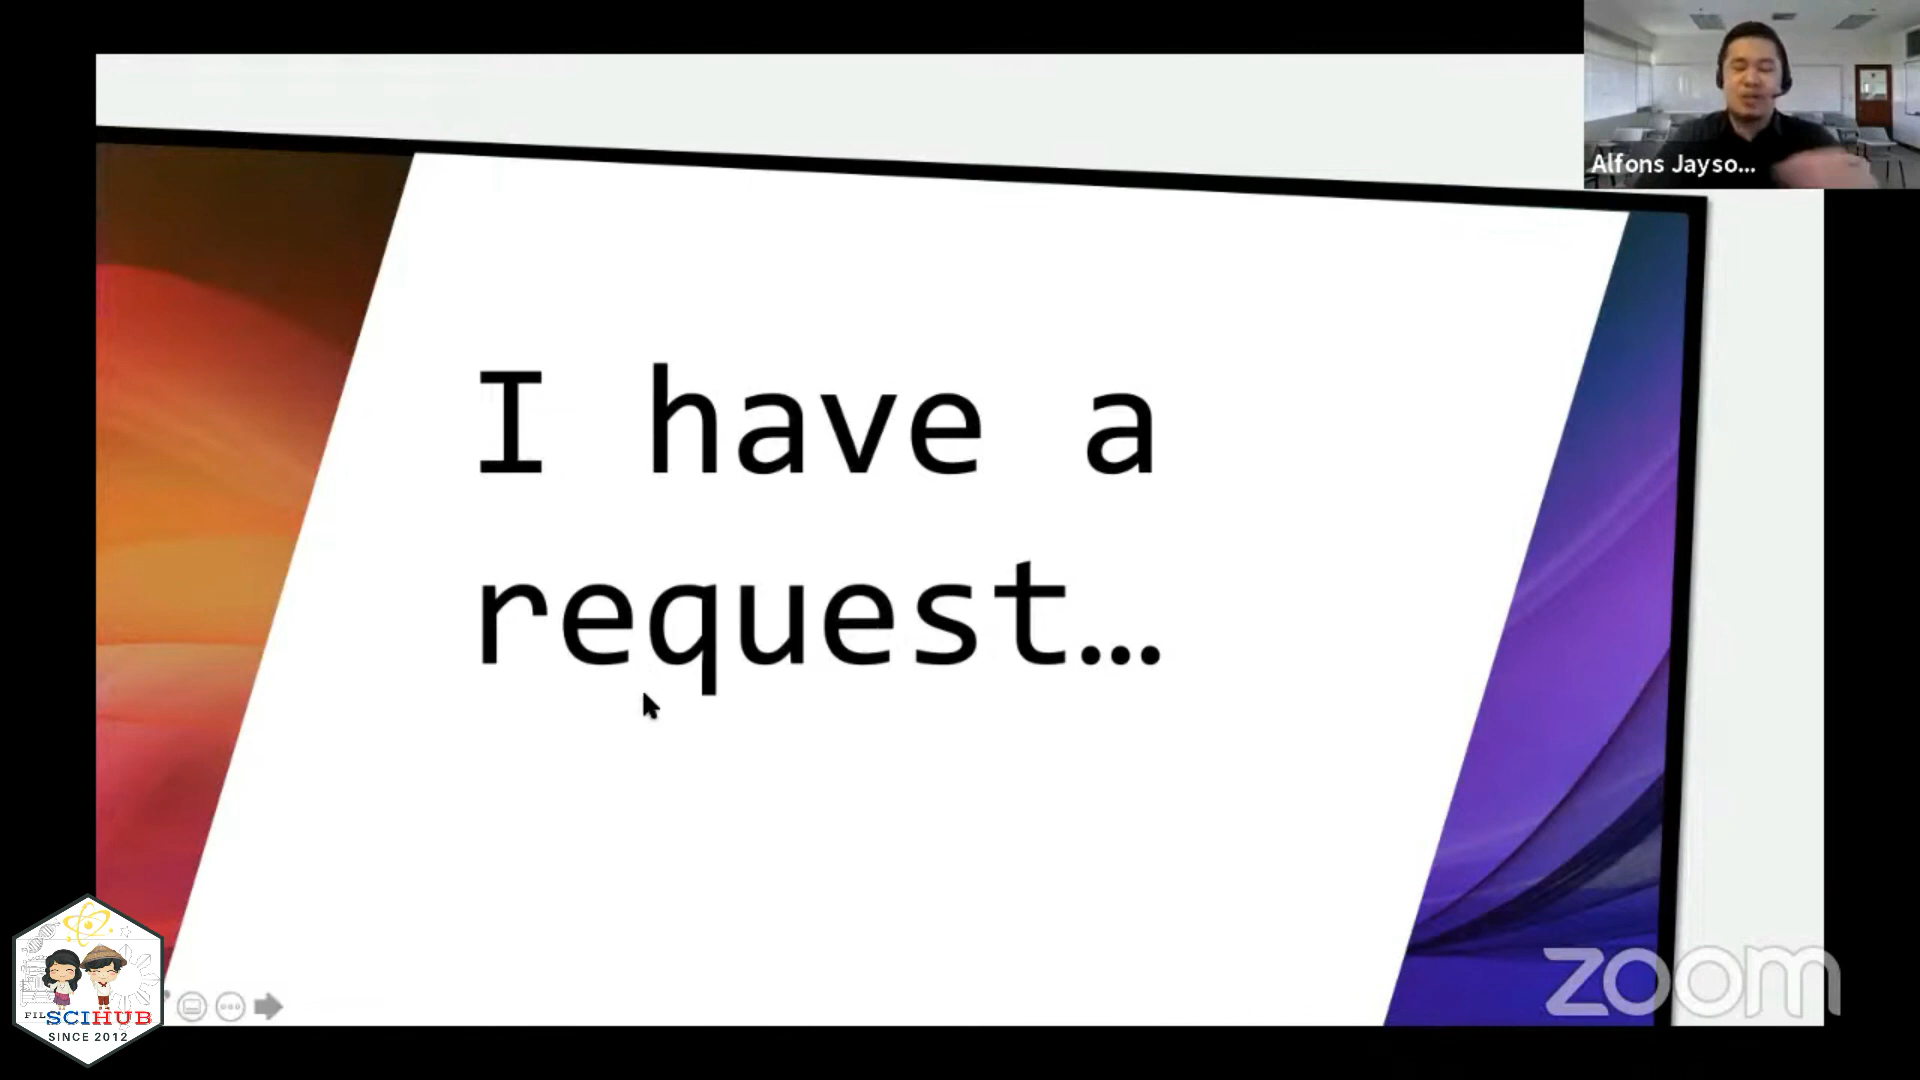 Alfons Jayso...
I have a
request…
FIL SCIHUB
SINCE 2012
zoom